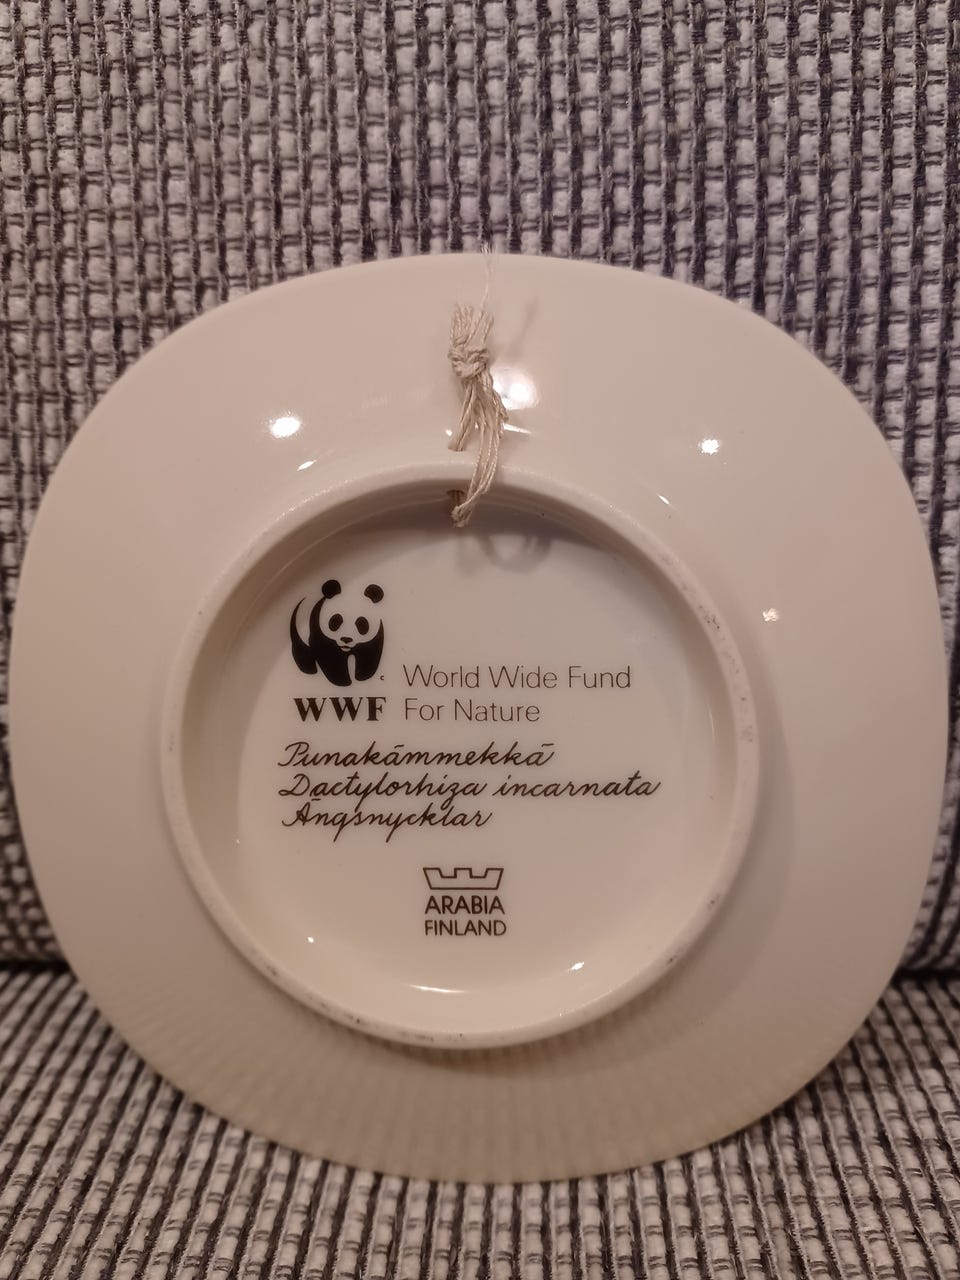 WWF
World Wide Fund
For Nature
Punakämmekkä
Dactylorhiza incarnata
Ängsnycklar
ARABIA
FINLAND